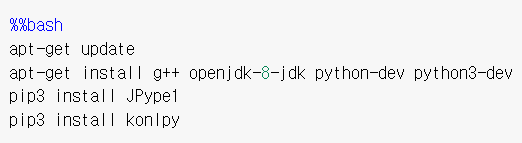 %%bash
apt-get update
apt-get install g++ openjdk-8-jdk python-dev python3-dev
pip3 install JPype1
pip3 install konlpy